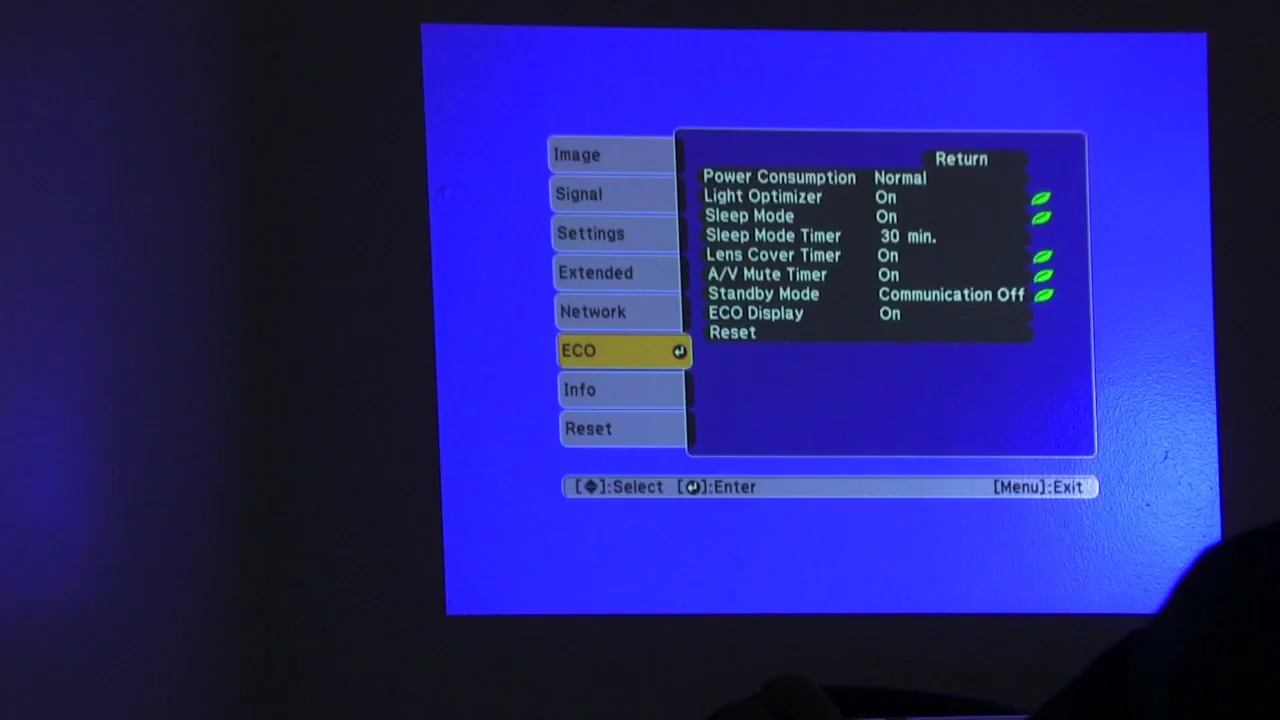 Image
Signal
Settings
Extended
Network
ECO
Info
Reset
Return
Power Consumption Normal
Light Optimizer On
Sleep Mode On
Sleep Mode Timer 30 min.
Lens Cover Timer On
A/V Mute Timer On
Standby Mode Communication Off
ECO Display On
Reset
[◆]:Select [↵]:Enter [Menu]:Exit